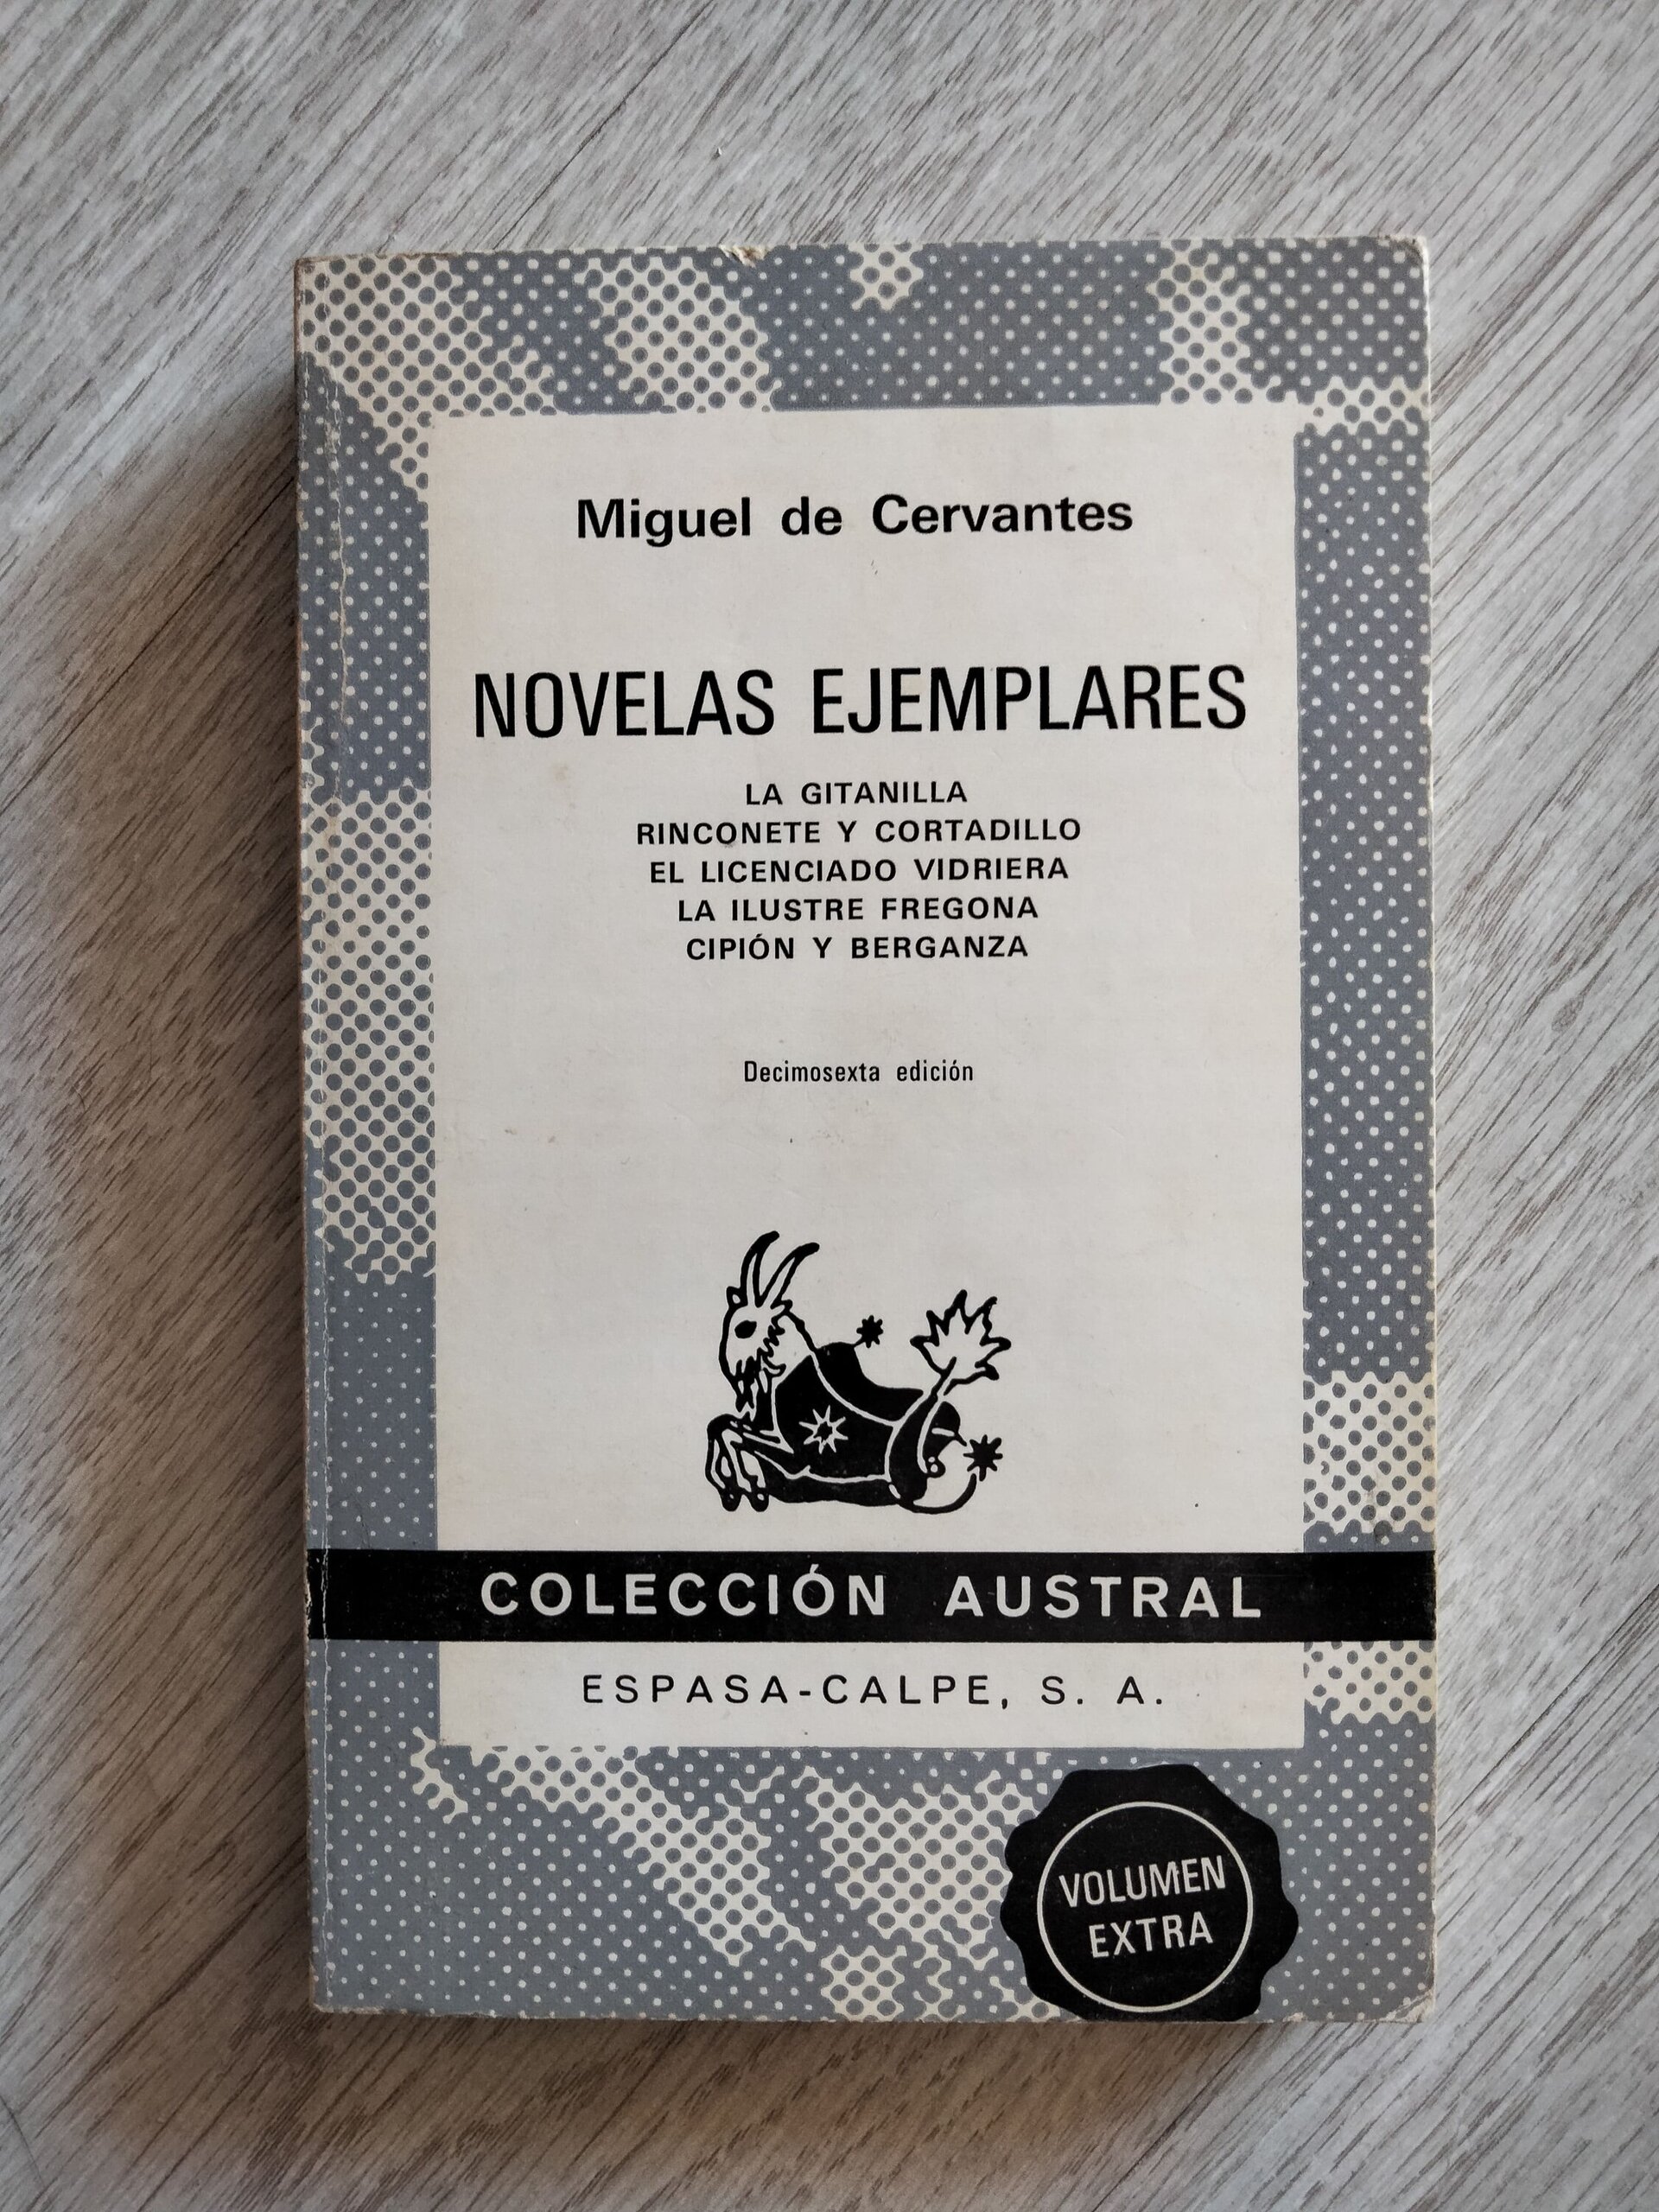 Miguel de Cervantes
NOVELAS EJEMPLARES
LA GITANILLA
RINCONETE Y CORTADILLO
EL LICENCIADO VIDRIERA
LA ILUSTRE FREGONA
CIPIÓN Y BERGANZA
Decimosexta edición
COLECCIÓN AUSTRAL
ESPASA-CALPE, S. A.
VOLUMEN
EXTRA